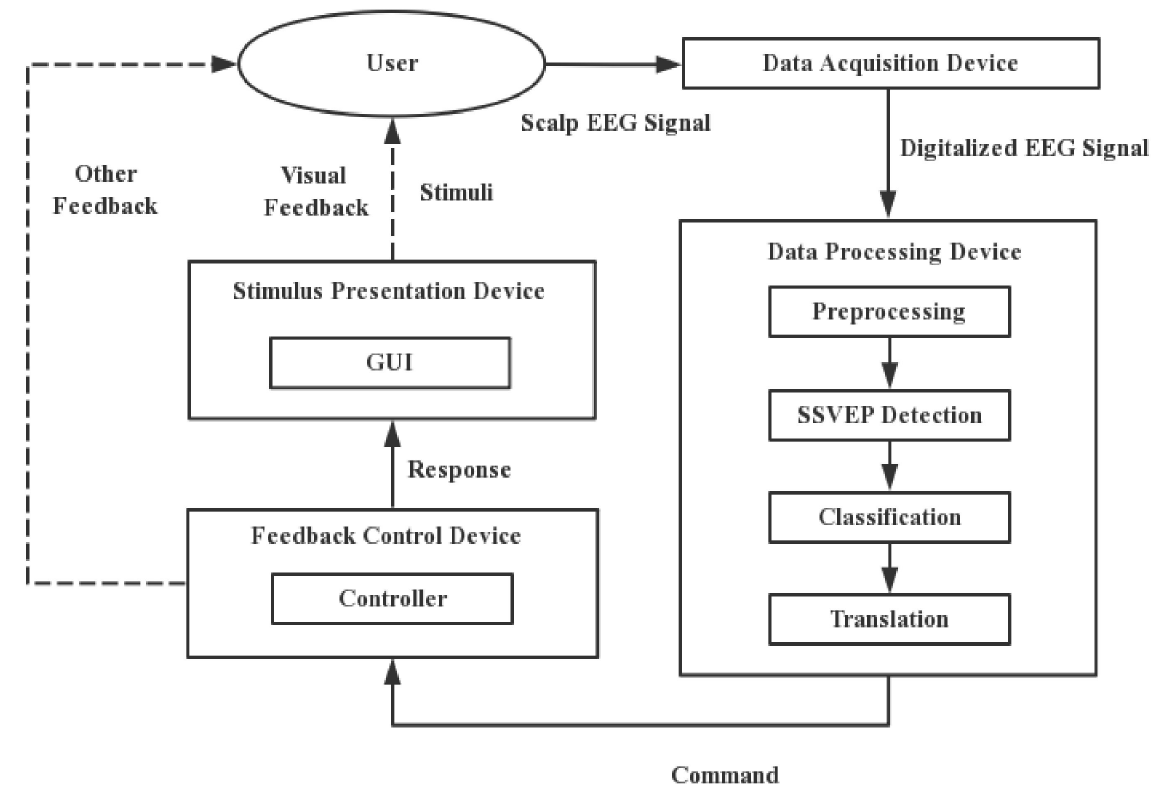 User
Data Acquisition Device
Scalp EEG Signal
Digitalized EEG Signal
Other
Feedback
Visual
Feedback
Stimuli
Stimulus Presentation Device
GUI
Response
Feedback Control Device
Controller
Data Processing Device
Preprocessing
SSVEP Detection
Classification
Translation
Command